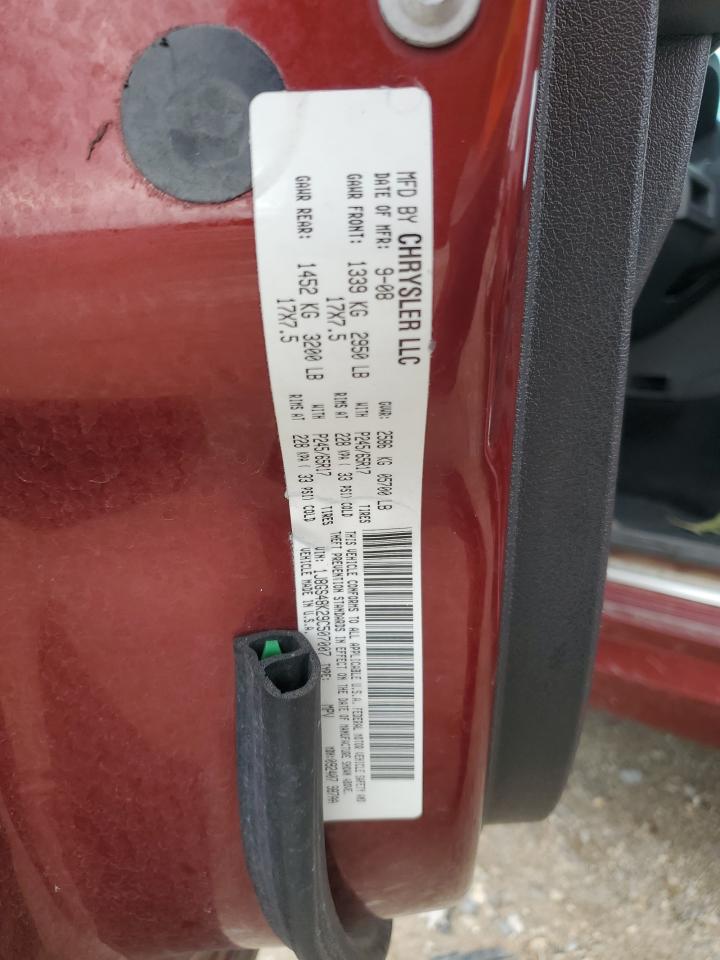 MFD BY CHRYSLER LLC
DATE OF MFR: 9-08 GVWR: 2586 KG 05700 LB
GAWR FRONT: 1339 KG 2950 LB WITH P245/65R17 TIRES
17X7.5 RIMS AT 228 KPA ( 33 PSI) COLD
GAWR REAR: 1452 KG 3200 LB WITH P245/65R17 TIRES
17X7.5 RIMS AT 228 KPA ( 33 PSI) COLD
THIS VEHICLE CONFORMS TO ALL APPLICABLE U.S.A. FEDERAL MOTOR VEHICLE SAFETY AND
THEFT PREVENTION STANDARDS IN EFFECT ON THE DATE OF MANUFACTURE SHOWN ABOVE.
VIN: 1J8GS48K29C507007 TYPE: MPV
VEHICLE MADE IN U.S.A.